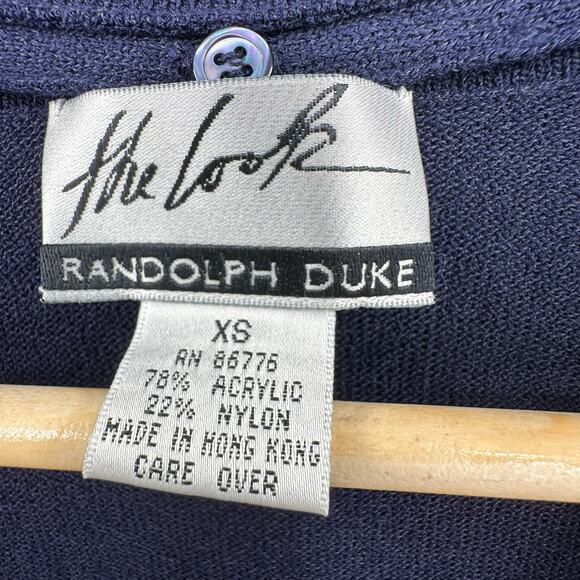 the Look
RANDOLPH DUKE
XS
RN 86776
78% ACRYLIC
22% NYLON
MADE IN HONG KONG
CARE OVER